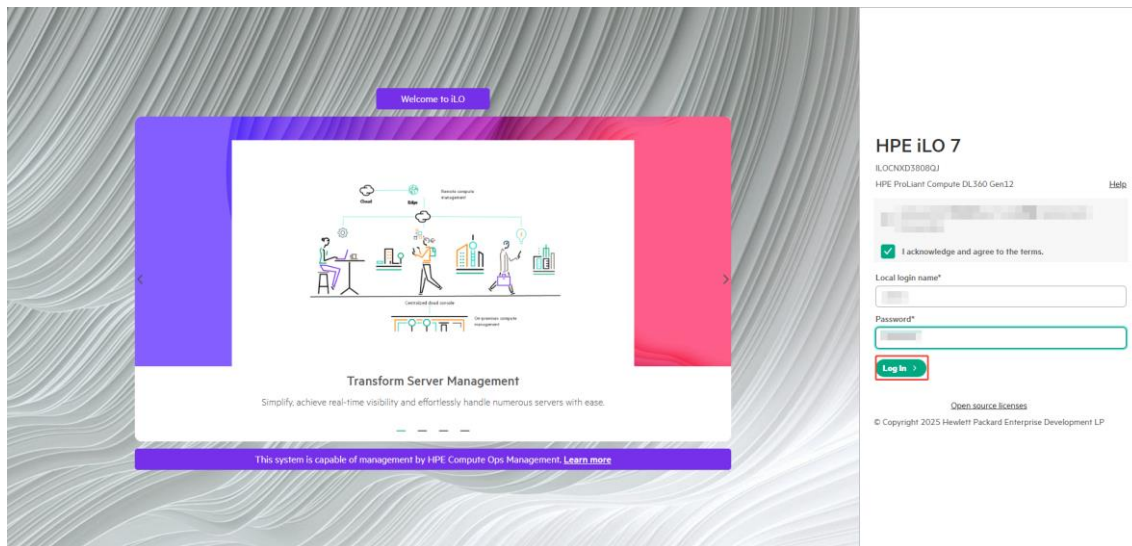 Welcome to iLO
Cloud
Edge
Remote compute
management
Centralized cloud console
On-premises compute
management
Transform Server Management
Simplify, achieve real-time visibility and effortlessly handle numerous servers with ease.
This system is capable of management by HPE Compute Ops Management. Learn more
HPE iLO 7
ILOCNXD3808QJ
HPE ProLiant Compute DL360 Gen12
Help
I acknowledge and agree to the terms.
Local login name*
Password*
Log In
Open source licenses
© Copyright 2025 Hewlett Packard Enterprise Development LP